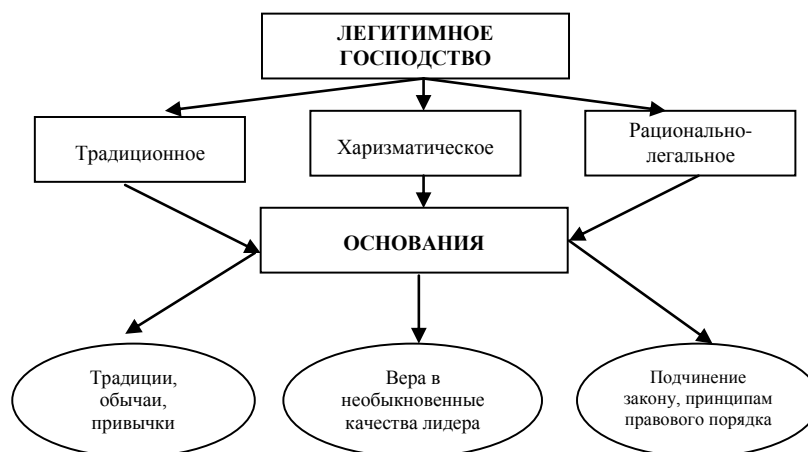 ЛЕГИТИМНОЕ
ГОСПОДСТВО
Традиционное
Харизматическое
Рационально-
легальное
ОСНОВАНИЯ
Традиции,
обычаи,
привычки
Вера в
необыкновенные
качества лидера
Подчинение
закону, принципам
правового порядка